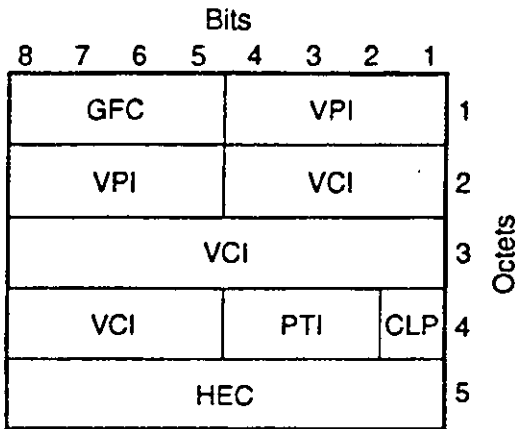 Bits
8 7 6 5 4 3 2 1
GFC VPI 1
VPI VCI 2
VCI 3
VCI PTI CLP 4
HEC 5
Octets